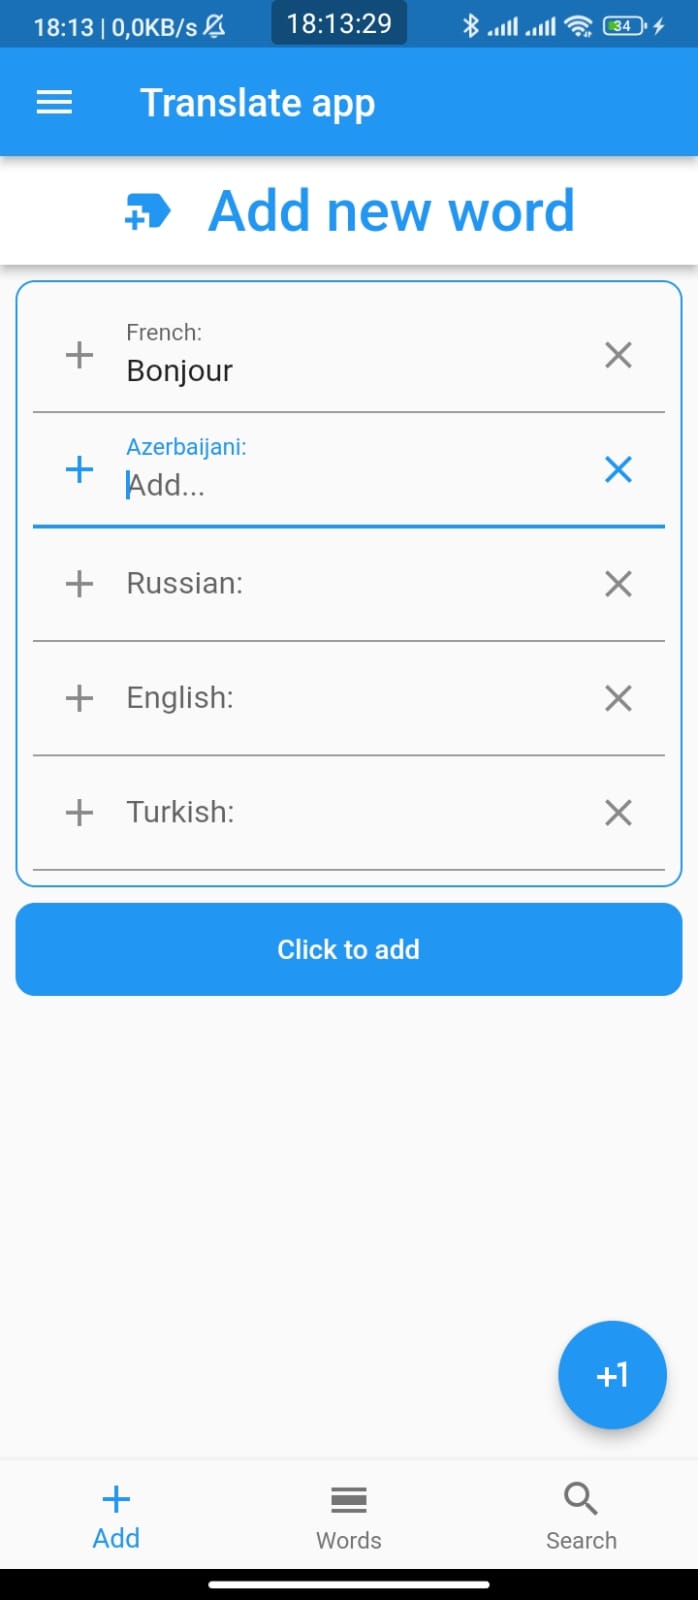 18:13 | 0,0KB/s 18:13:29 34
Translate app
Add new word
French:
Bonjour
Azerbaijani:
Add...
Russian:
English:
Turkish:
Click to add
+1
Add Words Search